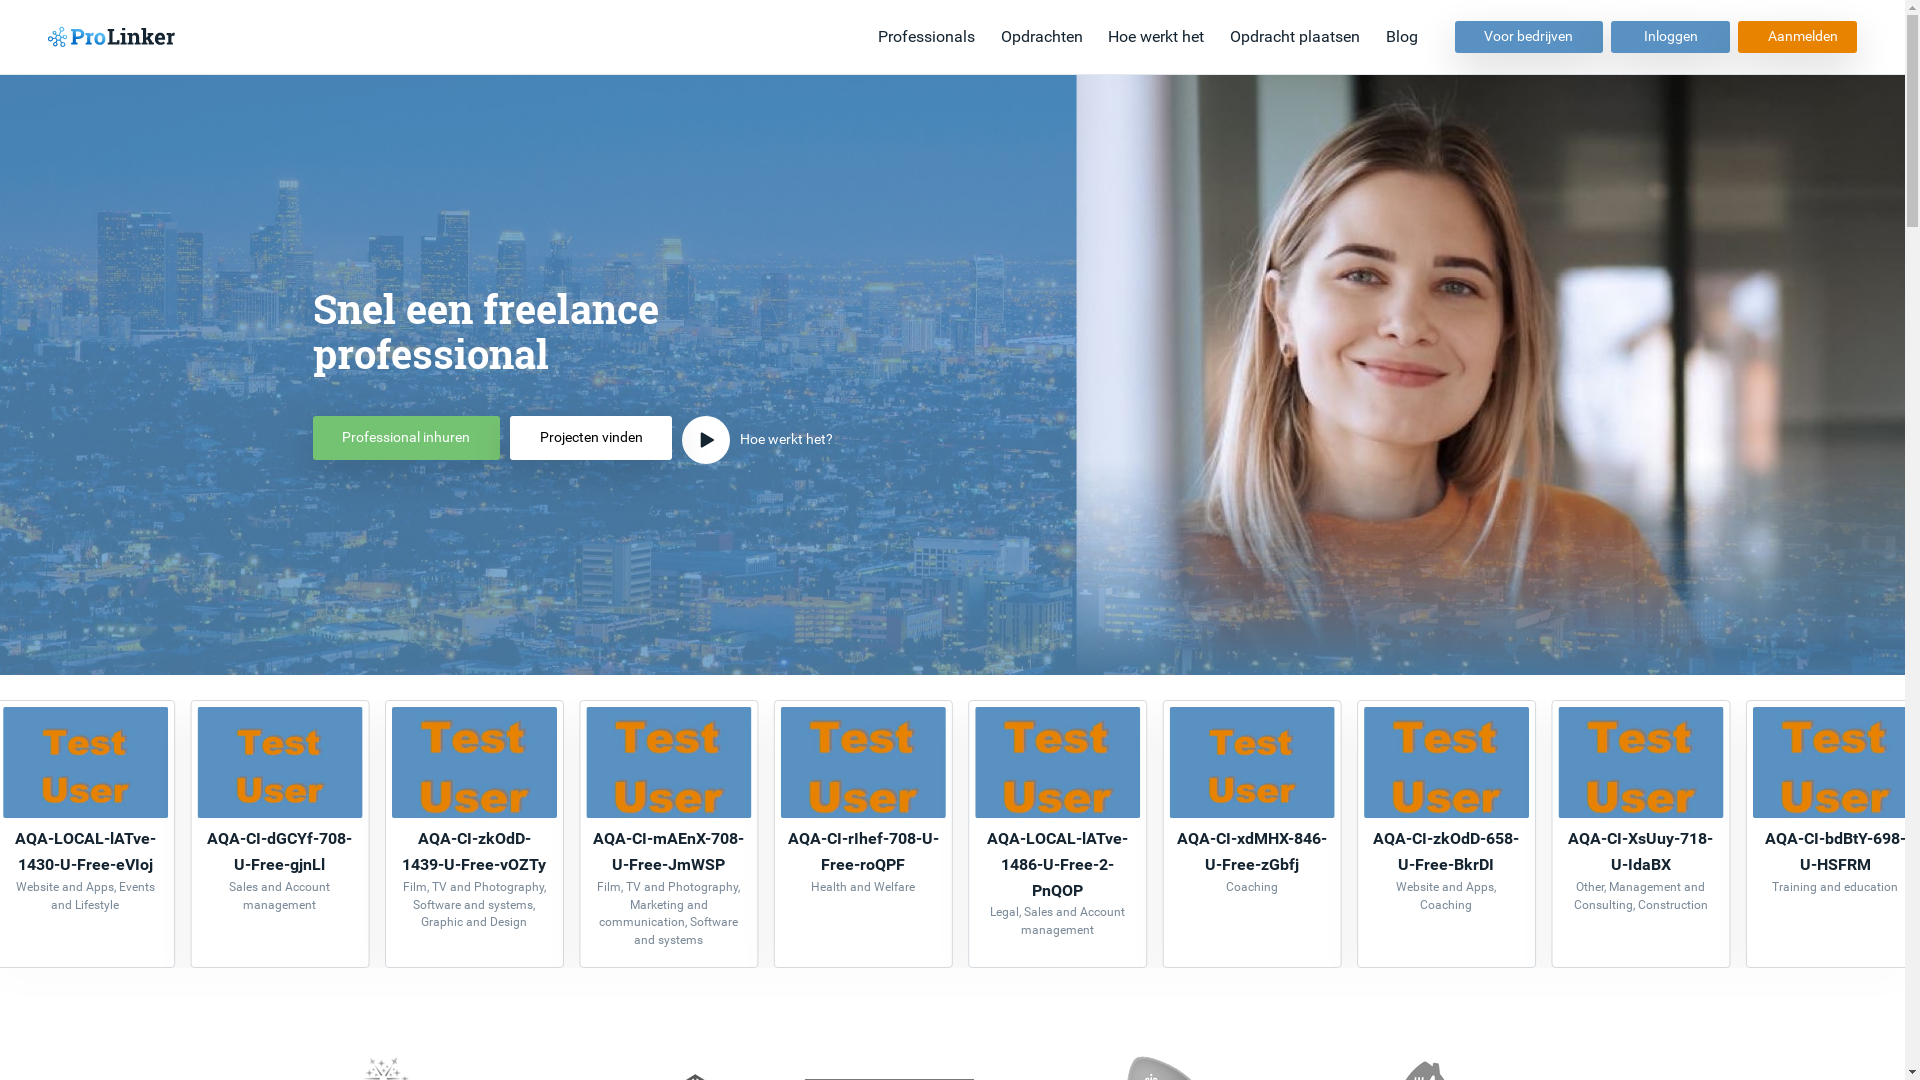 ProLinker
Professionals
Opdrachten
Hoe werkt het
Opdracht plaatsen
Blog
Voor bedrijven
Inloggen
Aanmelden
Snel een freelance
professional
Professional inhuren
Projecten vinden
Hoe werkt het?
Test
User
AQA-LOCAL-lATve-
1430-U-Free-eVIoj
Website and Apps, Events
and Lifestyle
Test
User
AQA-CI-dGCYf-708-
U-Free-gjnLl
Sales and Account
management
Test
User
AQA-CI-zkOdD-
1439-U-Free-vOZTy
Film, TV and Photography,
Software and systems,
Graphic and Design
Test
User
AQA-CI-mAEnX-708-
U-Free-JmWSP
Film, TV and Photography,
Marketing and
communication, Software
and systems
Test
User
AQA-CI-rIhef-708-U-
Free-roQPF
Health and Welfare
Test
User
AQA-LOCAL-lATve-
1486-U-Free-2-
PnQOP
Legal, Sales and Account
management
Test
User
AQA-CI-xdMHX-846-
U-Free-zGbfj
Coaching
Test
User
AQA-CI-zkOdD-658-
U-Free-BkrDI
Website and Apps,
Coaching
Test
User
AQA-CI-XsUuy-718-
U-IdaBX
Other, Management and
Consulting, Construction
Test
User
AQA-CI-bdBtY-698-
U-HSFRM
Training and education